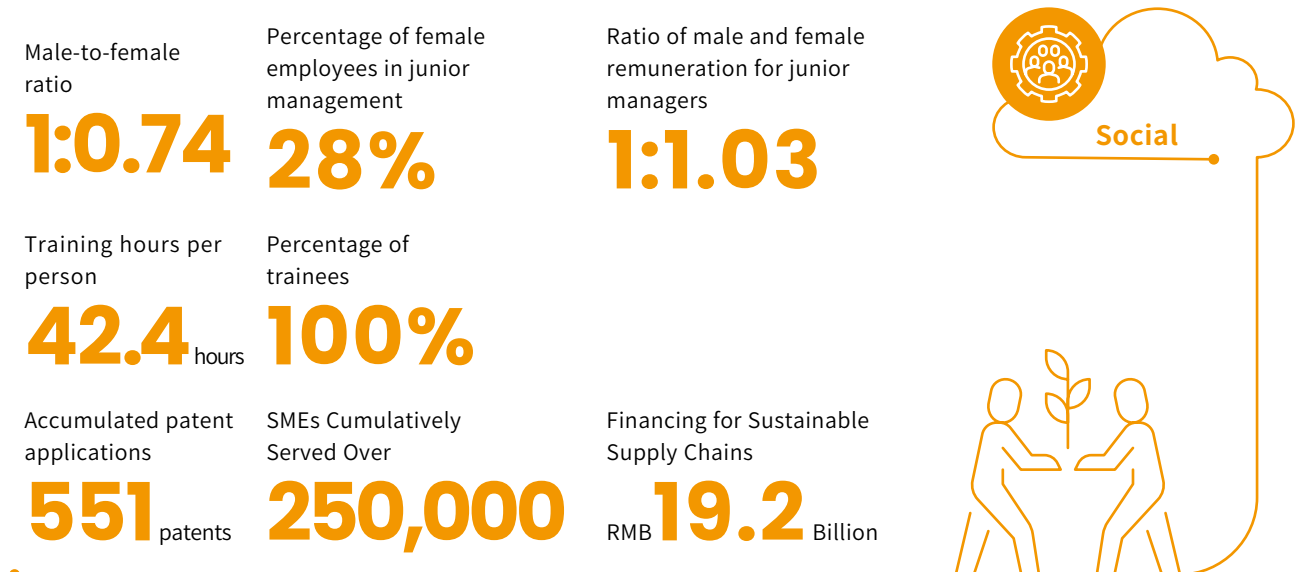 Male-to-female
ratio
1:0.74
Percentage of female
employees in junior
management
28%
Ratio of male and female
remuneration for junior
managers
1:1.03
Social
Training hours per
person
42.4 hours
Percentage of
trainees
100%
Accumulated patent
applications
551 patents
SMEs Cumulatively
Served Over
250,000
Financing for Sustainable
Supply Chains
RMB 19.2 Billion